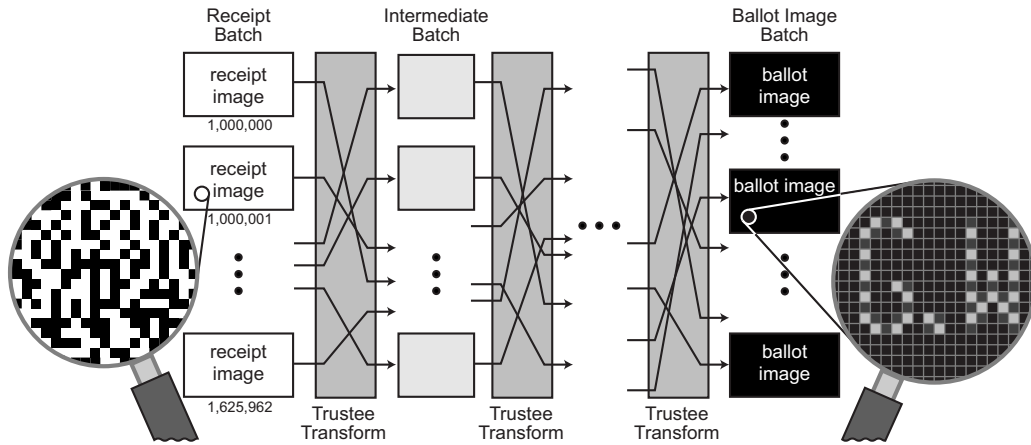 Receipt
Batch
Intermediate
Batch
Ballot Image
Batch
receipt
image
1,000,000
receipt
image
1,000,001
receipt
image
1,625,962
ballot
image
ballot image
ballot
image
Trustee
Transform
Trustee
Transform
Trustee
Transform